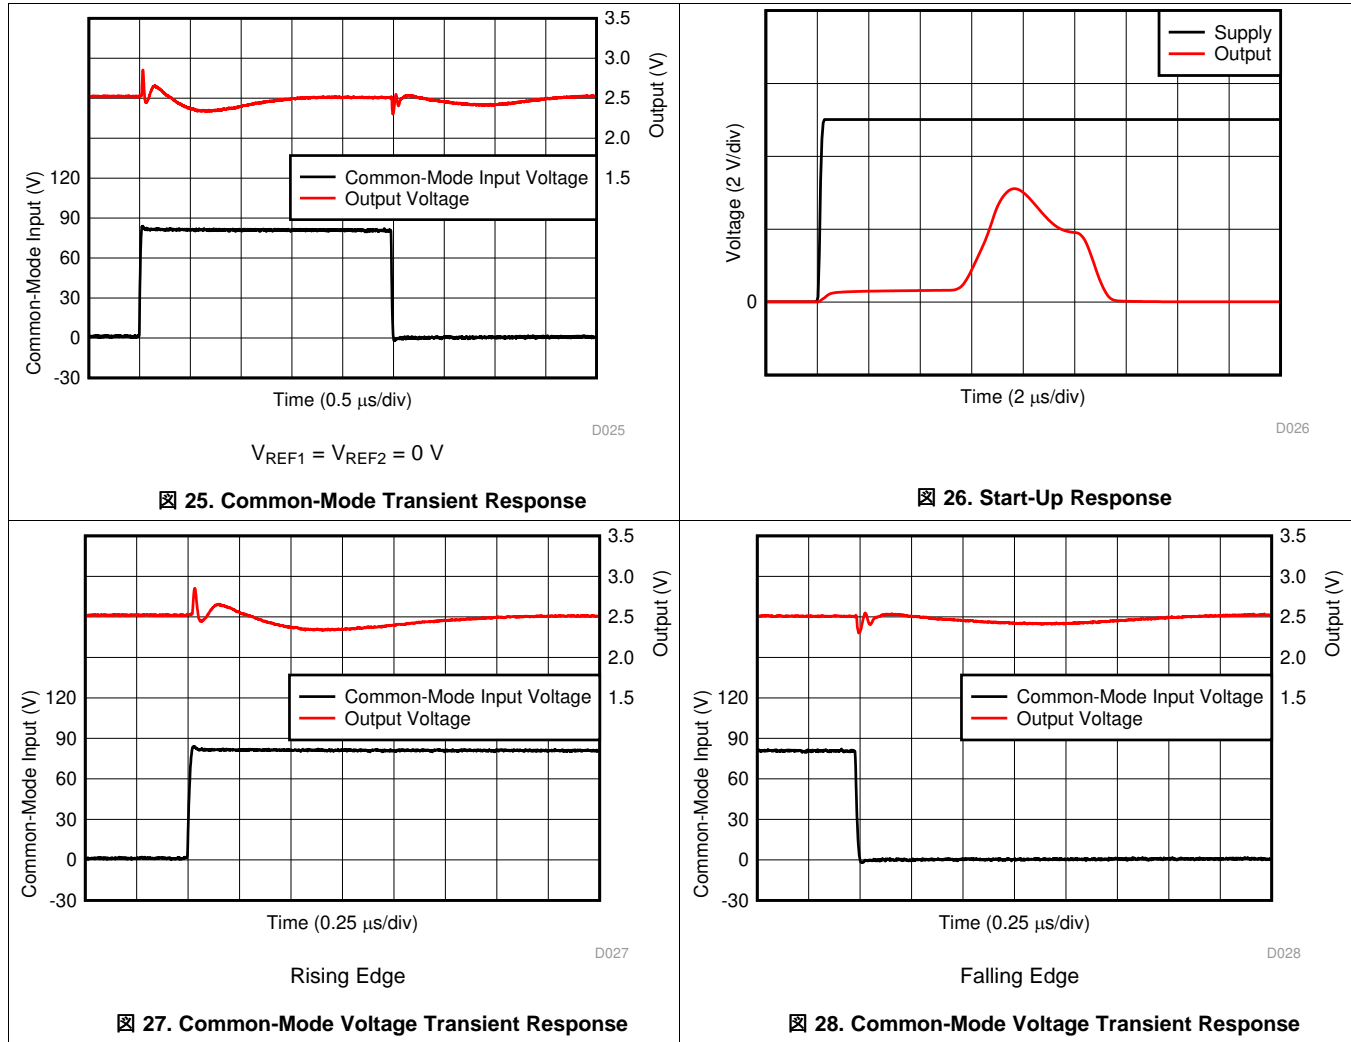 3.5
3.0
2.5
2.0
1.5
Output (V)
120
90
60
30
0
-30
Common-Mode Input (V)
Common-Mode Input Voltage
Output Voltage
Time (0.5 μs/div)
D025
VREF1 = VREF2 = 0 V
図 25. Common-Mode Transient Response
Supply
Output
Voltage (2 V/div)
0
Time (2 μs/div)
D026
図 26. Start-Up Response
3.5
3.0
2.5
2.0
1.5
Output (V)
120
90
60
30
0
-30
Common-Mode Input (V)
Common-Mode Input Voltage
Output Voltage
Time (0.25 μs/div)
D027
Rising Edge
図 27. Common-Mode Voltage Transient Response
3.5
3.0
2.5
2.0
1.5
Output (V)
120
90
60
30
0
-30
Common-Mode Input (V)
Common-Mode Input Voltage
Output Voltage
Time (0.25 μs/div)
D028
Falling Edge
図 28. Common-Mode Voltage Transient Response